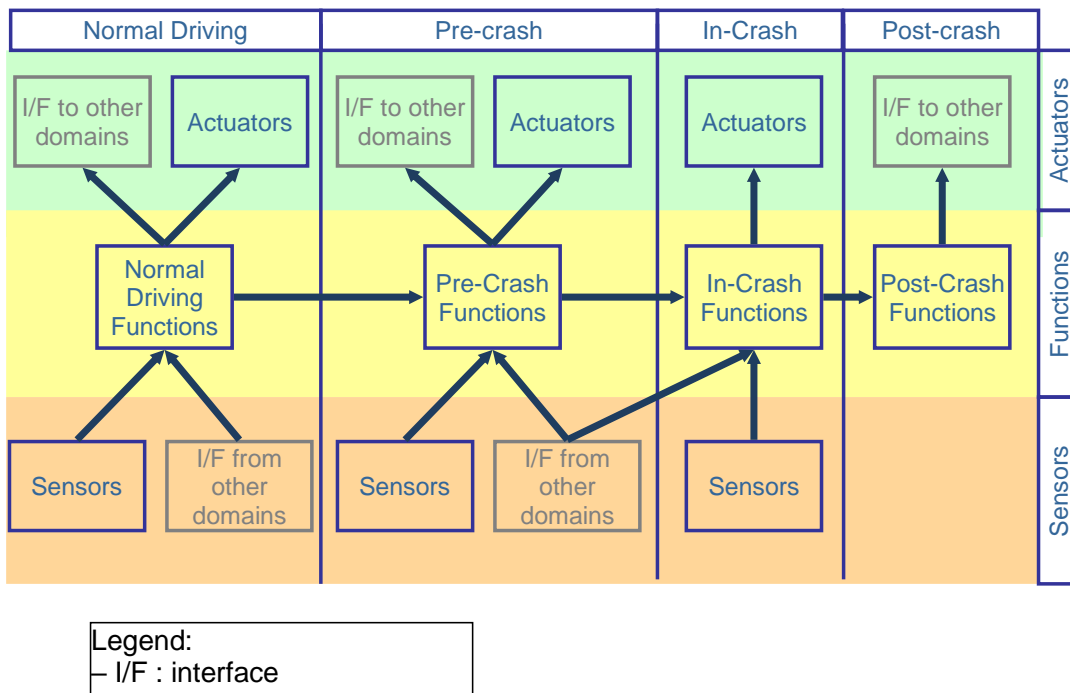 Normal Driving
Pre-crash
In-Crash
Post-crash
I/F to other
domains
Actuators
I/F to other
domains
Actuators
Actuators
I/F to other
domains
Actuators
Normal
Driving
Functions
Pre-Crash
Functions
In-Crash
Functions
Post-Crash
Functions
Functions
Sensors
I/F from
other
domains
Sensors
I/F from
other
domains
Sensors
Sensors
Legend:
– I/F : interface